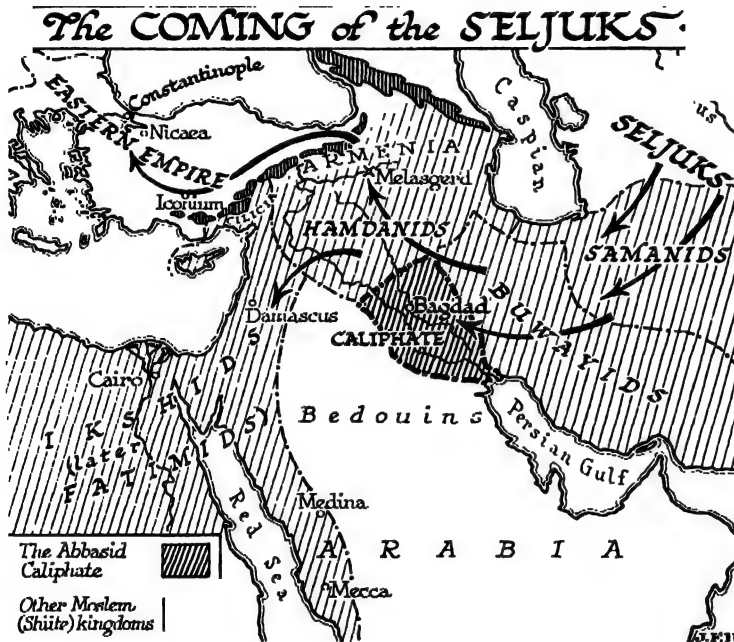 The COMING of the SELJUKS
Constantinople
EASTERN EMPIRE
Nicaea
Iconium
CILICIA
ARMENIA
Melasgerd
Caspian
us
SELJUKS
SAMANIDS
HAMDANIDS
BUWAYIDS
Bagdad
CALIPHATE
Damascus
Cairo
IKSHIDS
(later
FATIMIDS)
Bedouins
Persian Gulf
Red Sea
Medina
Mecca
ARABIA
The Abbasid
Caliphate
Other Moslem
(Shiite) kingdoms